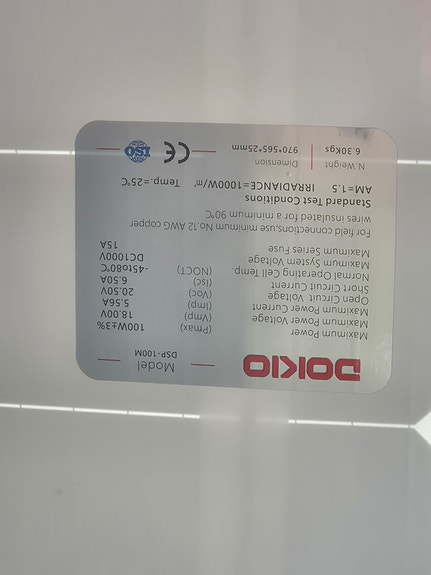 DOKIO
Model
DSP-100M
Maximum Power (Pmax) 100W±3%
Maximum Power Voltage (Vmp) 18.00V
Maximum Power Current (Imp) 5.56A
Open Circuit Voltage (Voc) 20.50V
Short Circuit Current (Isc) 6.50A
Normal Operating Cell Temp. (NOCT) -45t080°C
Maximum System Voltage DC1000V
Maximum Series Fuse 15A
For field connections,use minimum No.12 AWG copper
wires insulated for a minimum 90°C
Standard Test Conditions
AM=1.5 IRRADIANCE=1000W/m² Temp.=25°C
N.Weight Dimension
6.30Kgs 970*565*25mm CE ISO